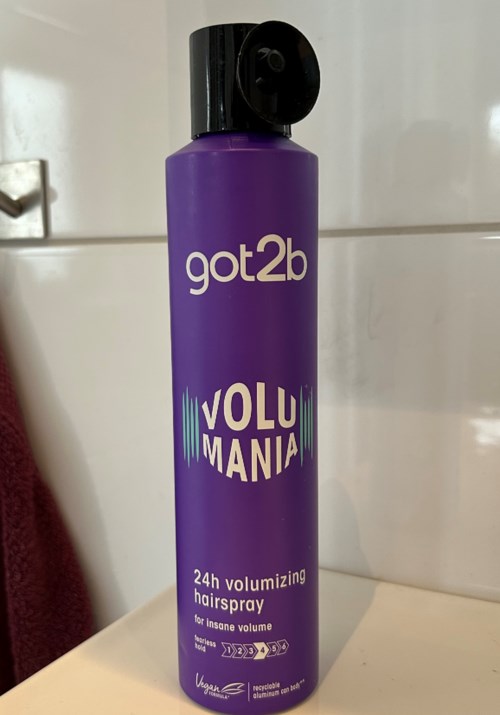 got2b
VOLU
MANIA
24h volumizing
hairspray
for insane volume
fearless
hold
1 2 3 4 5 6
Vegan
FORMULA*
recyclable
aluminum can body**